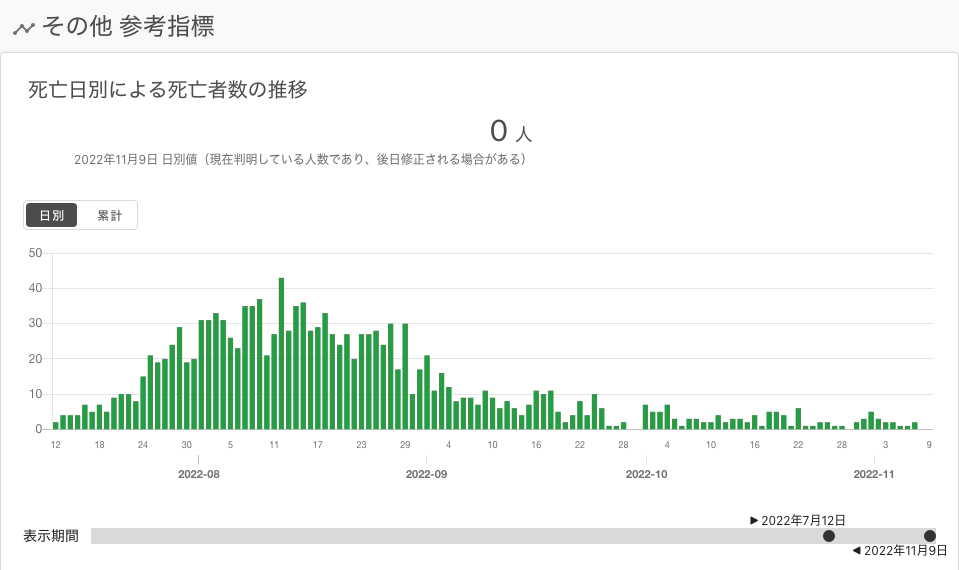 その他 参考指標
死亡日別による死亡者数の推移
0 人
2022年11月9日 日別値（現在判明している人数であり、後日修正される場合がある）
日別 累計
50
40
30
20
10
0
12 18 24 30 5 11 17 23 29 4 10 16 22 28 4 10 16 22 28 3 9
2022-08 2022-09 2022-10 2022-11
▶ 2022年7月12日
表示期間
◀ 2022年11月9日